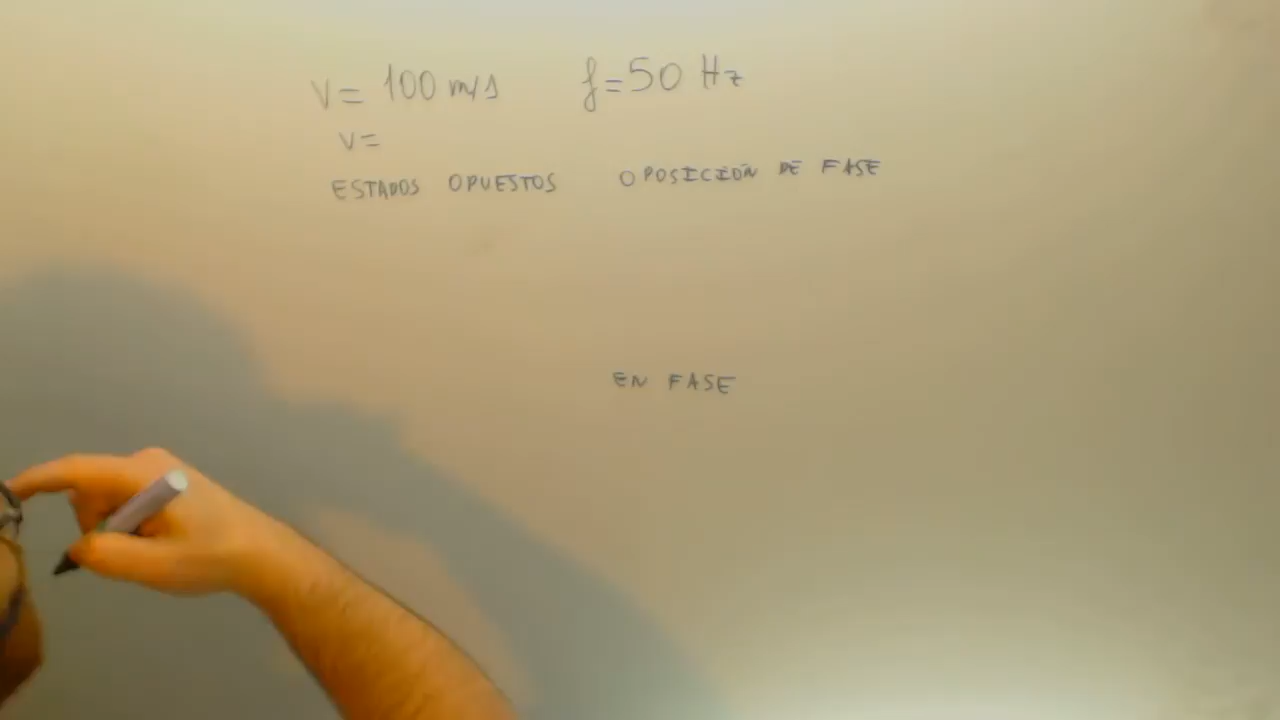 v= 100 m/s f=50 Hz
v=
ESTADOS OPUESTOS OPOSICIÓN DE FASE
EN FASE